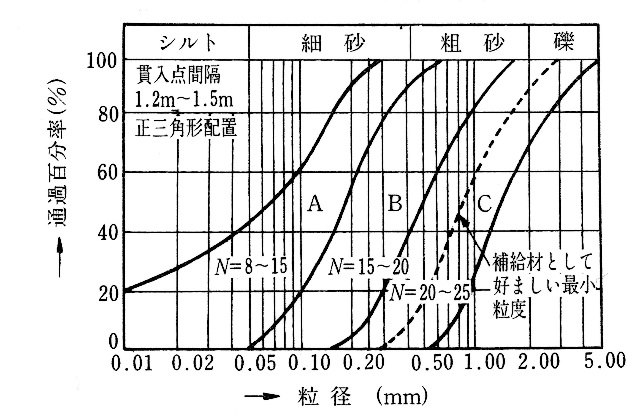 シルト 細砂 粗砂 礫
貫入点間隔
1.2m~1.5m
正三角形配置
100
80
60
40
20
0
→ 通過百分率(%)
A
B
C
N=8~15
N=15~20
N=20~25
補給材として
好ましい最小
粒度
0.01 0.02 0.05 0.10 0.20 0.50 1.00 2.00 5.00
→ 粒径 (mm)